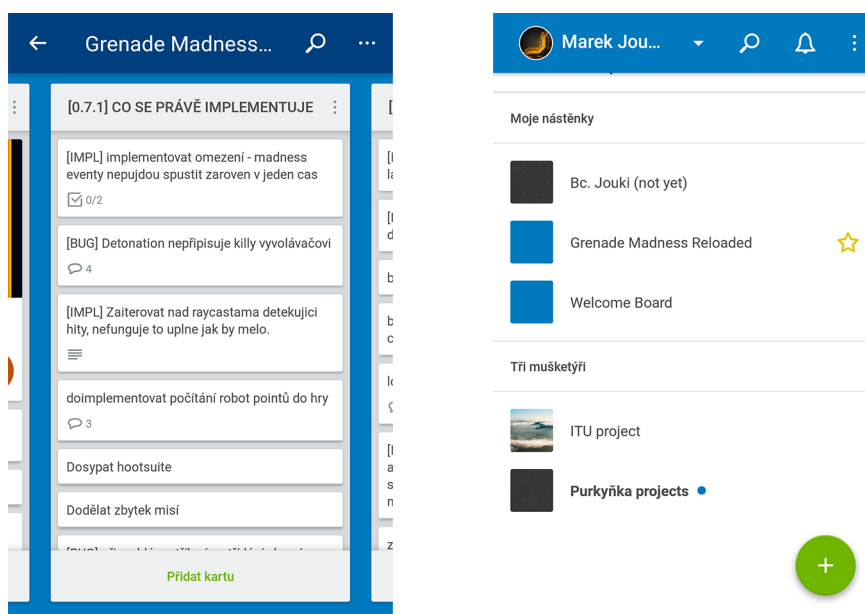 Grenade Madness...
[0.7.1] CO SE PRÁVĚ IMPLEMENTUJE
[IMPL] implementovat omezení - madness
eventy nepujdou spustit zaroven v jeden cas
0/2
[BUG] Detonation nepřipisuje killy vyvolávačovi
4
[IMPL] Zaiterovat nad raycastama detekujici
hity, nefunguje to uplne jak by melo.
doimplementovat počítání robot pointů do hry
3
Dosypat hootsuite
Dodělat zbytek misí
Přidat kartu
Marek Jou...
Moje nástěnky
Bc. Jouki (not yet)
Grenade Madness Reloaded
Welcome Board
Tři mušketýři
ITU project
Purkyňka projects